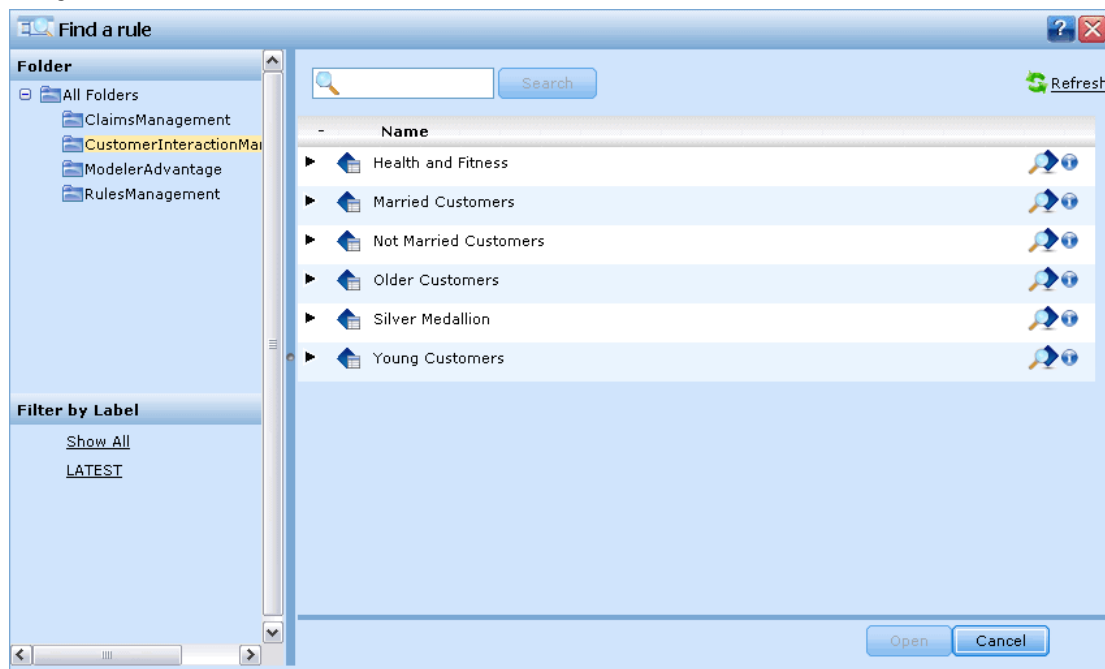 Find a rule
?
Folder
All Folders
ClaimsManagement
CustomerInteractionMa
ModelerAdvantage
RulesManagement
Filter by Label
Show All
LATEST
Search
Refresh
- Name
Health and Fitness
Married Customers
Not Married Customers
Older Customers
Silver Medallion
Young Customers
Open Cancel